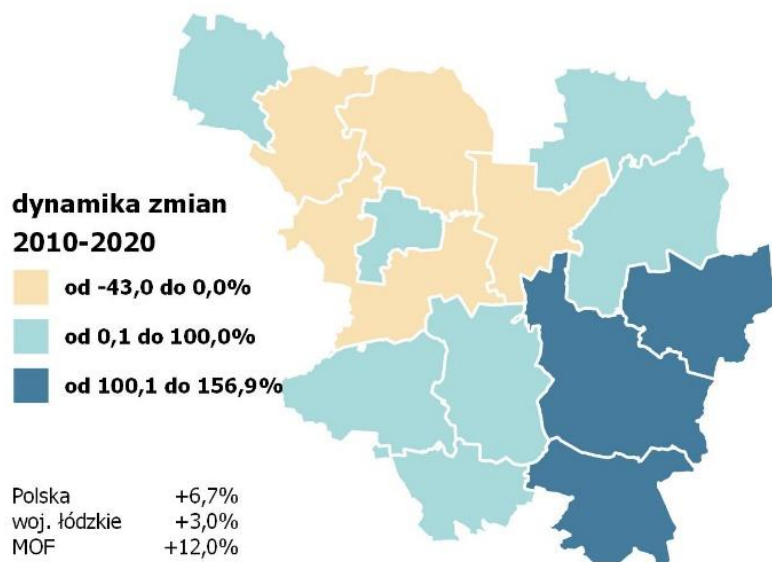 dynamika zmian
2010-2020
od -43,0 do 0,0%
od 0,1 do 100,0%
od 100,1 do 156,9%
Polska +6,7%
woj. łódzkie +3,0%
MOF +12,0%